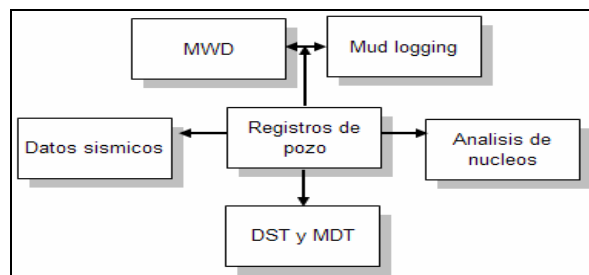 MWD
Mud logging
Datos sismicos
Registros de
pozo
Analisis de
nucleos
DST y MDT